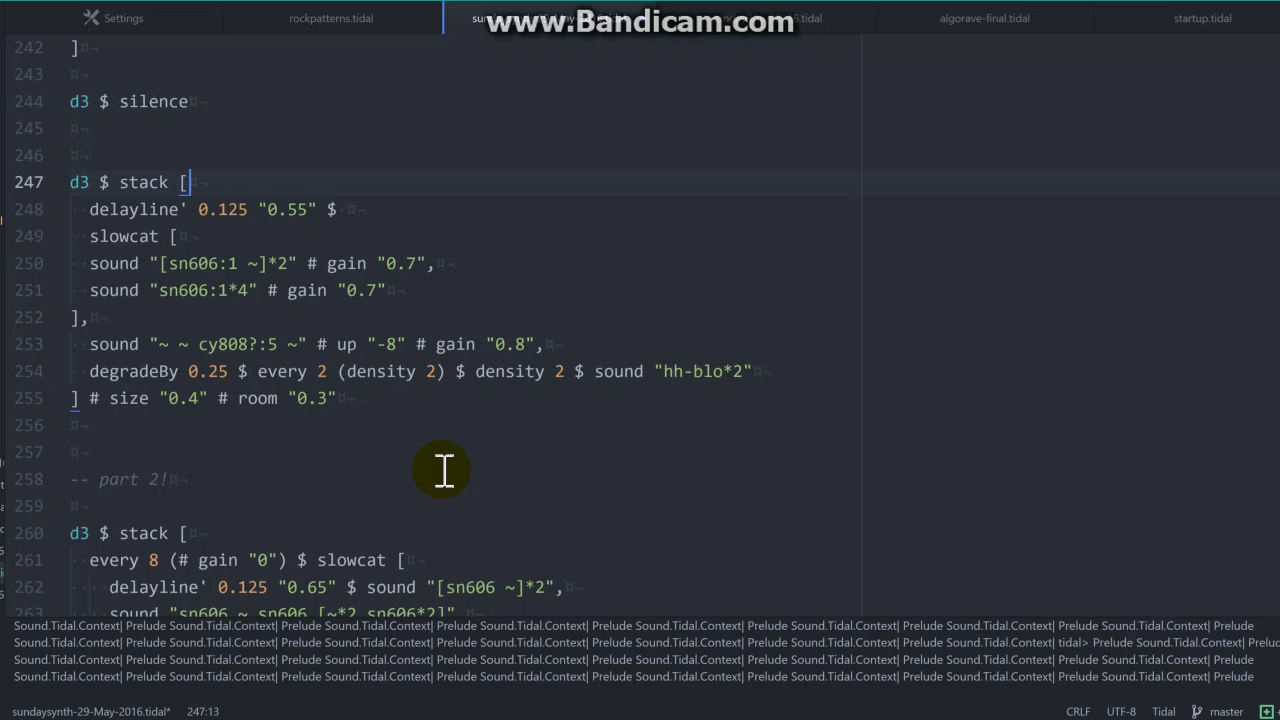 Settings
rockpatterns.tidal
www.Bandicam.com
.tidal
algorave-final.tidal
startup.tidal
242 ]
243
244 d3 $ silence
245
246
247 d3 $ stack [
248 delayline' 0.125 "0.55" $
249 slowcat [
250 sound "[sn606:1 ~]*2" # gain "0.7",
251 sound "sn606:1*4" # gain "0.7"
252 ],
253 sound "~ ~ cy808?:5 ~" # up "-8" # gain "0.8",
254 degradeBy 0.25 $ every 2 (density 2) $ density 2 $ sound "hh-blo*2"
255 ] # size "0.4" # room "0.3"
256
257
258 -- part 2!
259
260 d3 $ stack [
261 every 8 (# gain "0") $ slowcat [
262 delayline' 0.125 "0.65" $ sound "[sn606 ~]*2",
263 sound "sn606 ~ sn606 [~*2 sn606*2]"
Sound.Tidal.Context| Prelude Sound.Tidal.Context| Prelude Sound.Tidal.Context| Prelude Sound.Tidal.Context| Prelude Sound.Tidal.Context| Prelude Sound.Tidal.Context| Prelude Sound.Tidal.Context| Prelude Sound.Tidal.Context| Prelude
Sound.Tidal.Context| Prelude Sound.Tidal.Context| Prelude Sound.Tidal.Context| Prelude Sound.Tidal.Context| Prelude Sound.Tidal.Context| Prelude Sound.Tidal.Context| Prelude Sound.Tidal.Context| tidal> Prelude Sound.Tidal.Context| Prelude
Sound.Tidal.Context| Prelude Sound.Tidal.Context| Prelude Sound.Tidal.Context| Prelude Sound.Tidal.Context| Prelude Sound.Tidal.Context| Prelude Sound.Tidal.Context| Prelude Sound.Tidal.Context| Prelude Sound.Tidal.Context| Prelude
Sound.Tidal.Context| Prelude Sound.Tidal.Context| Prelude Sound.Tidal.Context| Prelude Sound.Tidal.Context| Prelude Sound.Tidal.Context| Prelude Sound.Tidal.Context| Prelude Sound.Tidal.Context| Prelude Sound.Tidal.Context| Prelude
sundaysynth-29-May-2016.tidal* 247:13 CRLF UTF-8 Tidal master